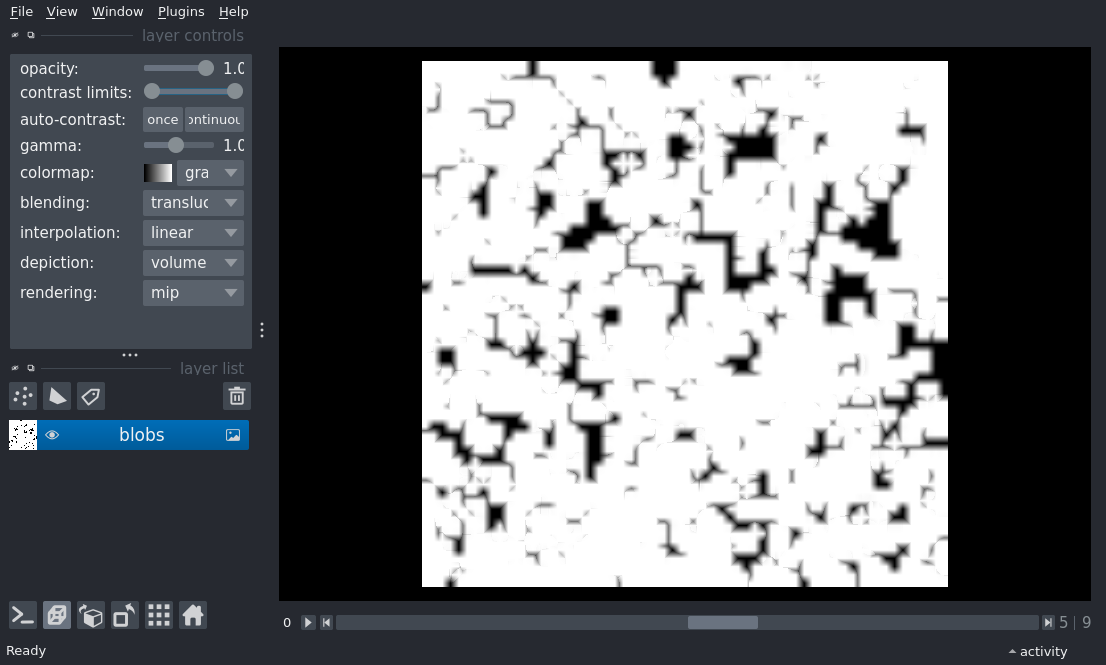 File View Window Plugins Help
layer controls
opacity: 1.0
contrast limits:
auto-contrast: once ontinuou
gamma: 1.0
colormap: gra
blending: transluc
interpolation: linear
depiction: volume
rendering: mip
layer list
blobs
0 5 | 9
Ready activity